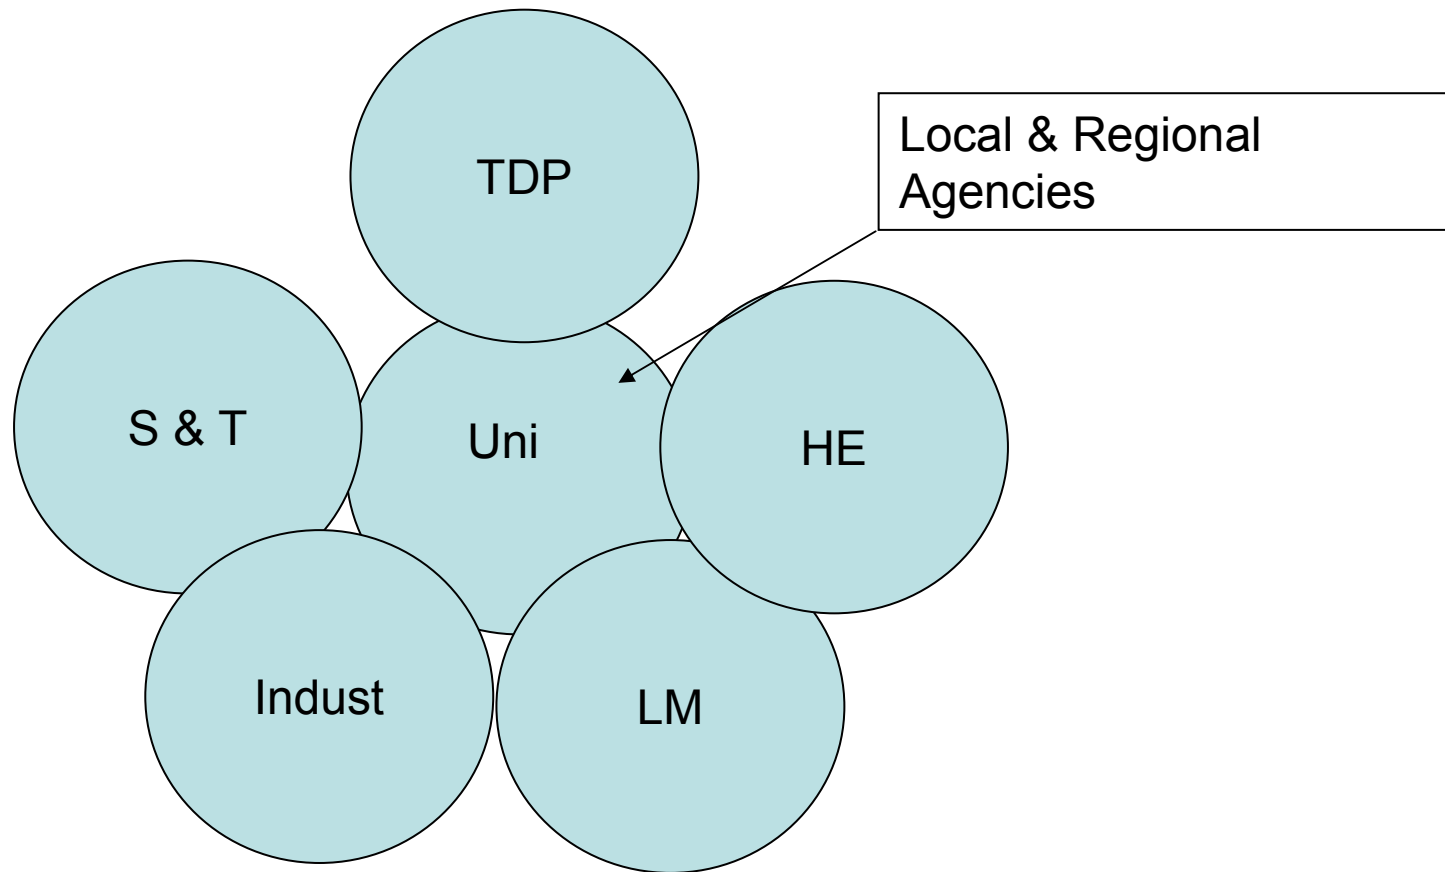 TDP
Local & Regional
Agencies
S & T
Uni
HE
Indust
LM